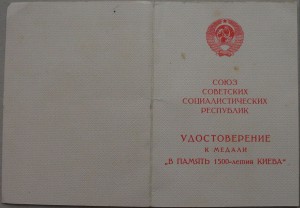 СОЮЗ
СОВЕТСКИХ
СОЦИАЛИСТИЧЕСКИХ
РЕСПУБЛИК
УДОСТОВЕРЕНИЕ
К МЕДАЛИ
„В ПАМЯТЬ 1500-летия КИЕВА“